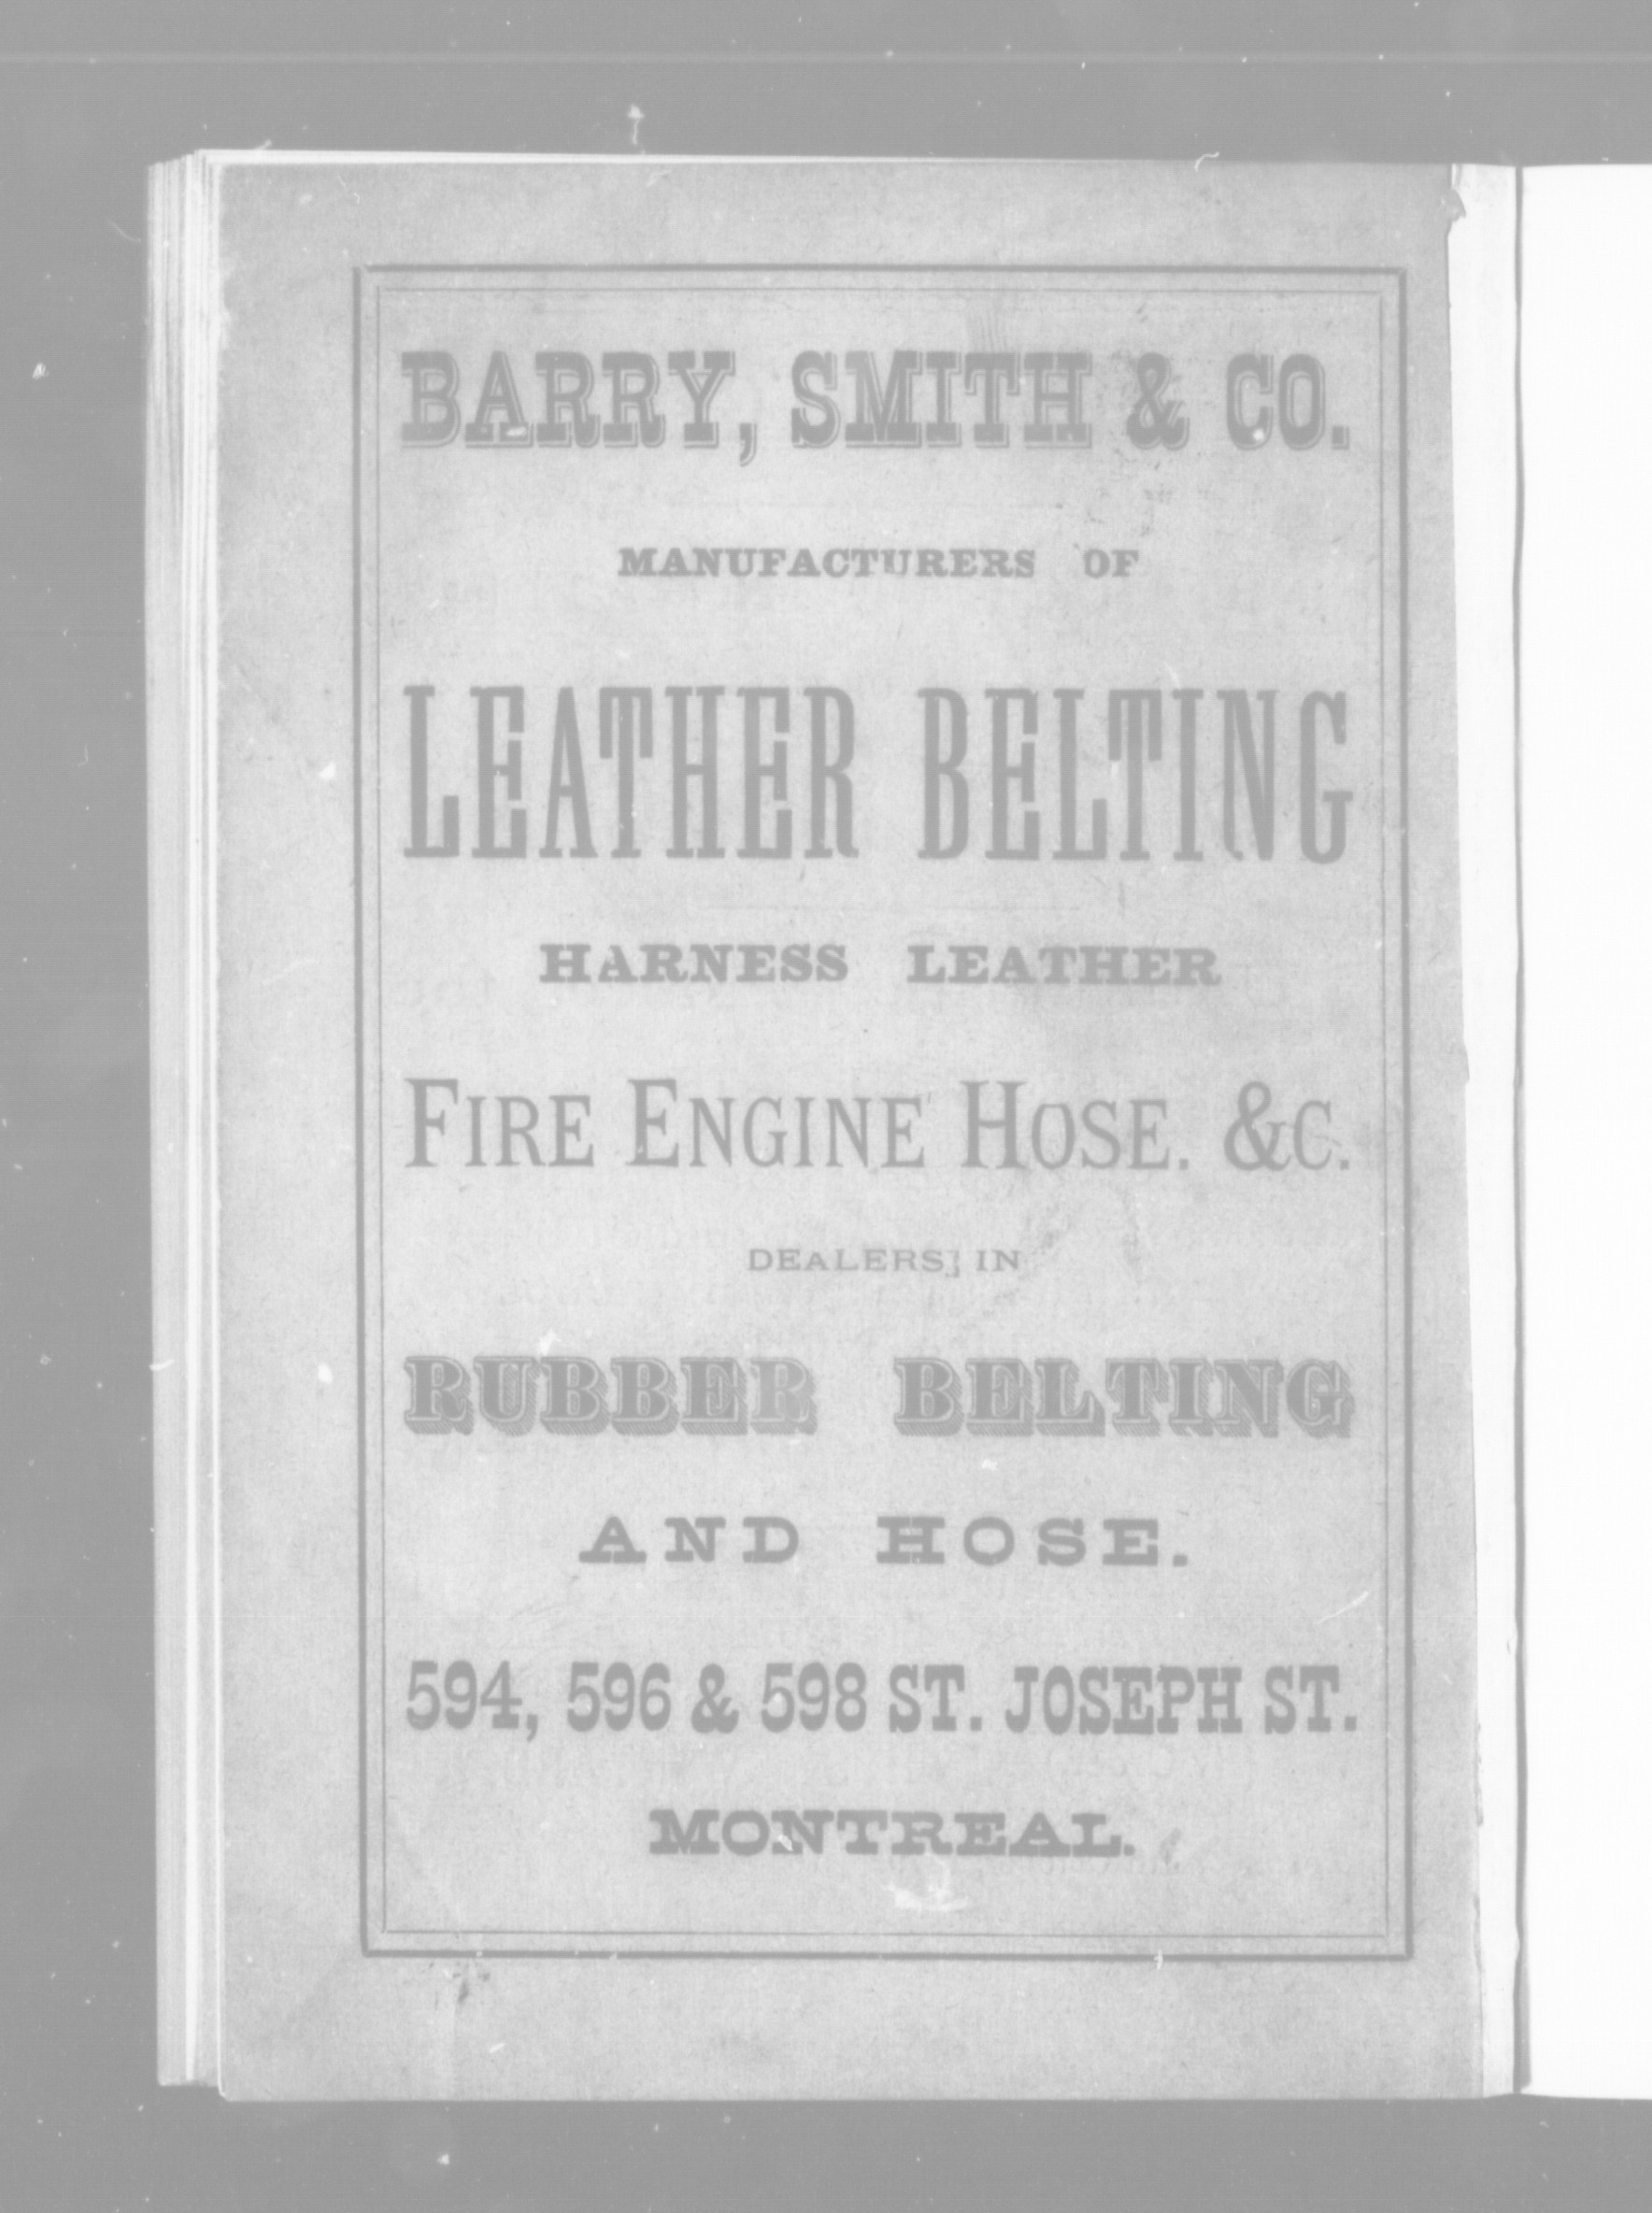 BARRY, SMITH & CO.
MANUFACTURERS OF
LEATHER BELTING
HARNESS LEATHER
FIRE ENGINE HOSE. &C.
DEALERS] IN
RUBBER BELTING
AND HOSE.
594, 596 & 598 ST. JOSEPH ST.
MONTREAL.